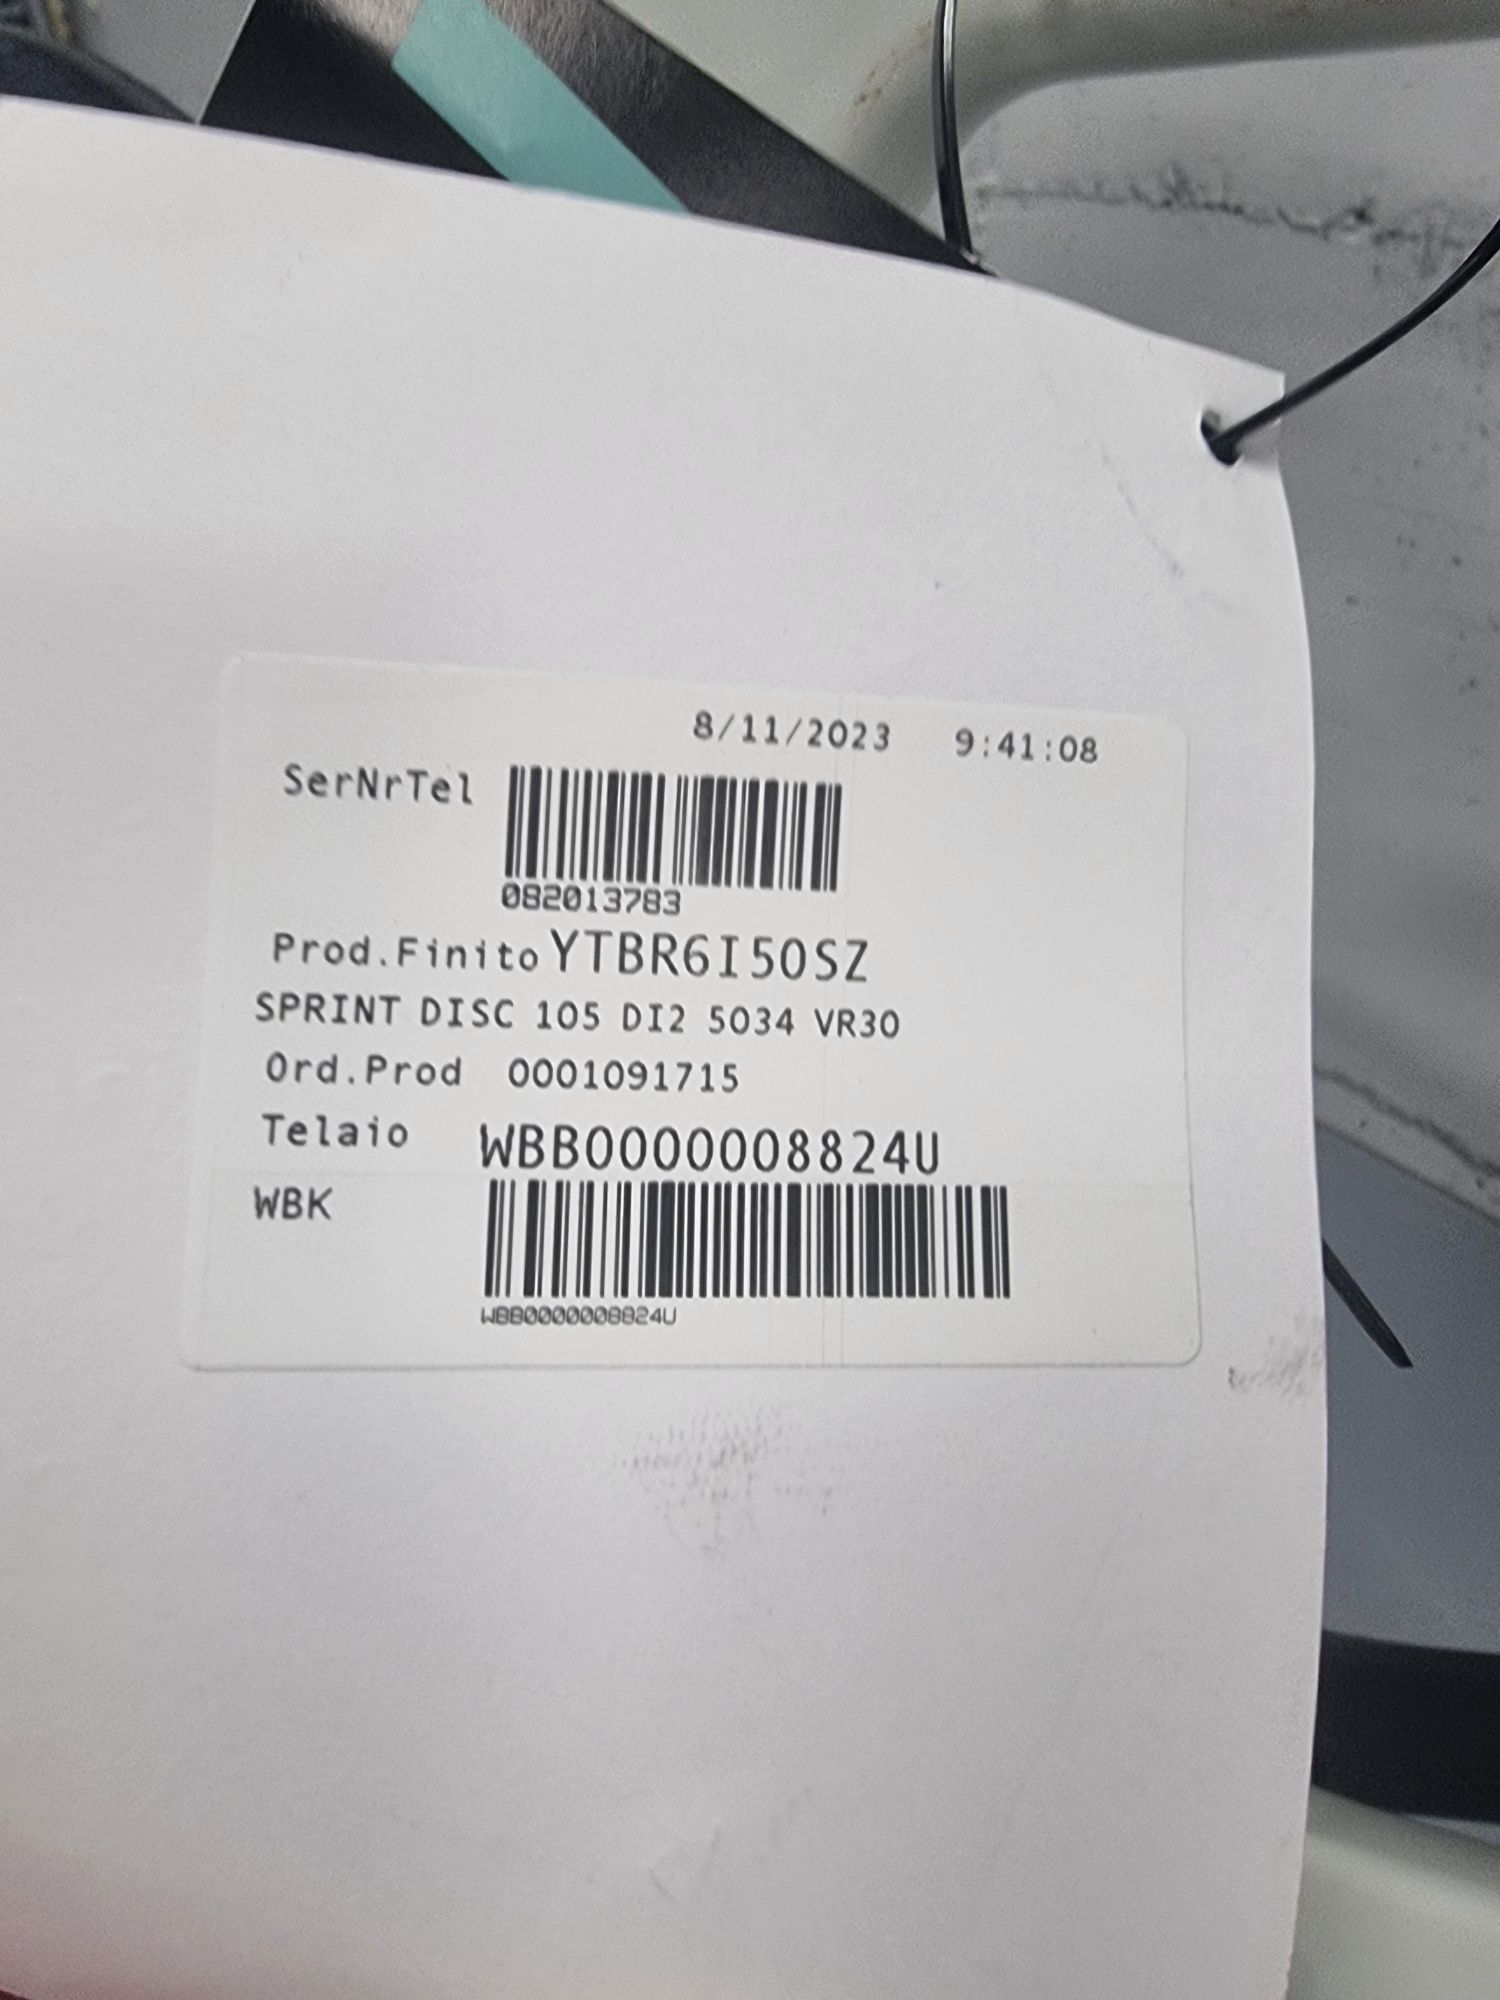 8/11/2023 9:41:08
SerNrTel
082013783
Prod.Finito YTBR6I50SZ
SPRINT DISC 105 DI2 5034 VR30
Ord.Prod 0001091715
Telaio WBB0000008824U
WBK
WBB0000008824U